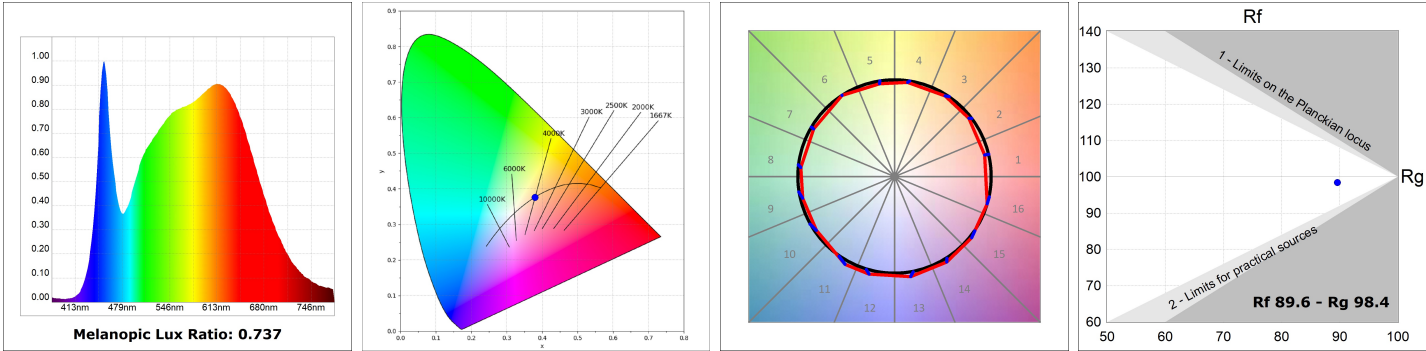 1.00
0.90
0.80
0.70
0.60
0.50
0.40
0.30
0.20
0.10
0.00
413nm 479nm 546nm 613nm 680nm 746nm
Melanopic Lux Ratio: 0.737
0.9
0.8
0.7
0.6
0.5
0.4
0.3
0.2
0.1
0.0
y
0.0 0.1 0.2 0.3 0.4 0.5 0.6 0.7 0.8
x
10000K
6000K
4000K
3000K
2500K
2000K
1667K
1
2
3
4
5
6
7
8
9
10
11
12
13
14
15
16
Rf
140
130
120
110
100
90
80
70
60
50 60 70 80 90 100
Rg
1 - Limits on the Planckian locus
2 - Limits for practical sources
Rf 89.6 - Rg 98.4